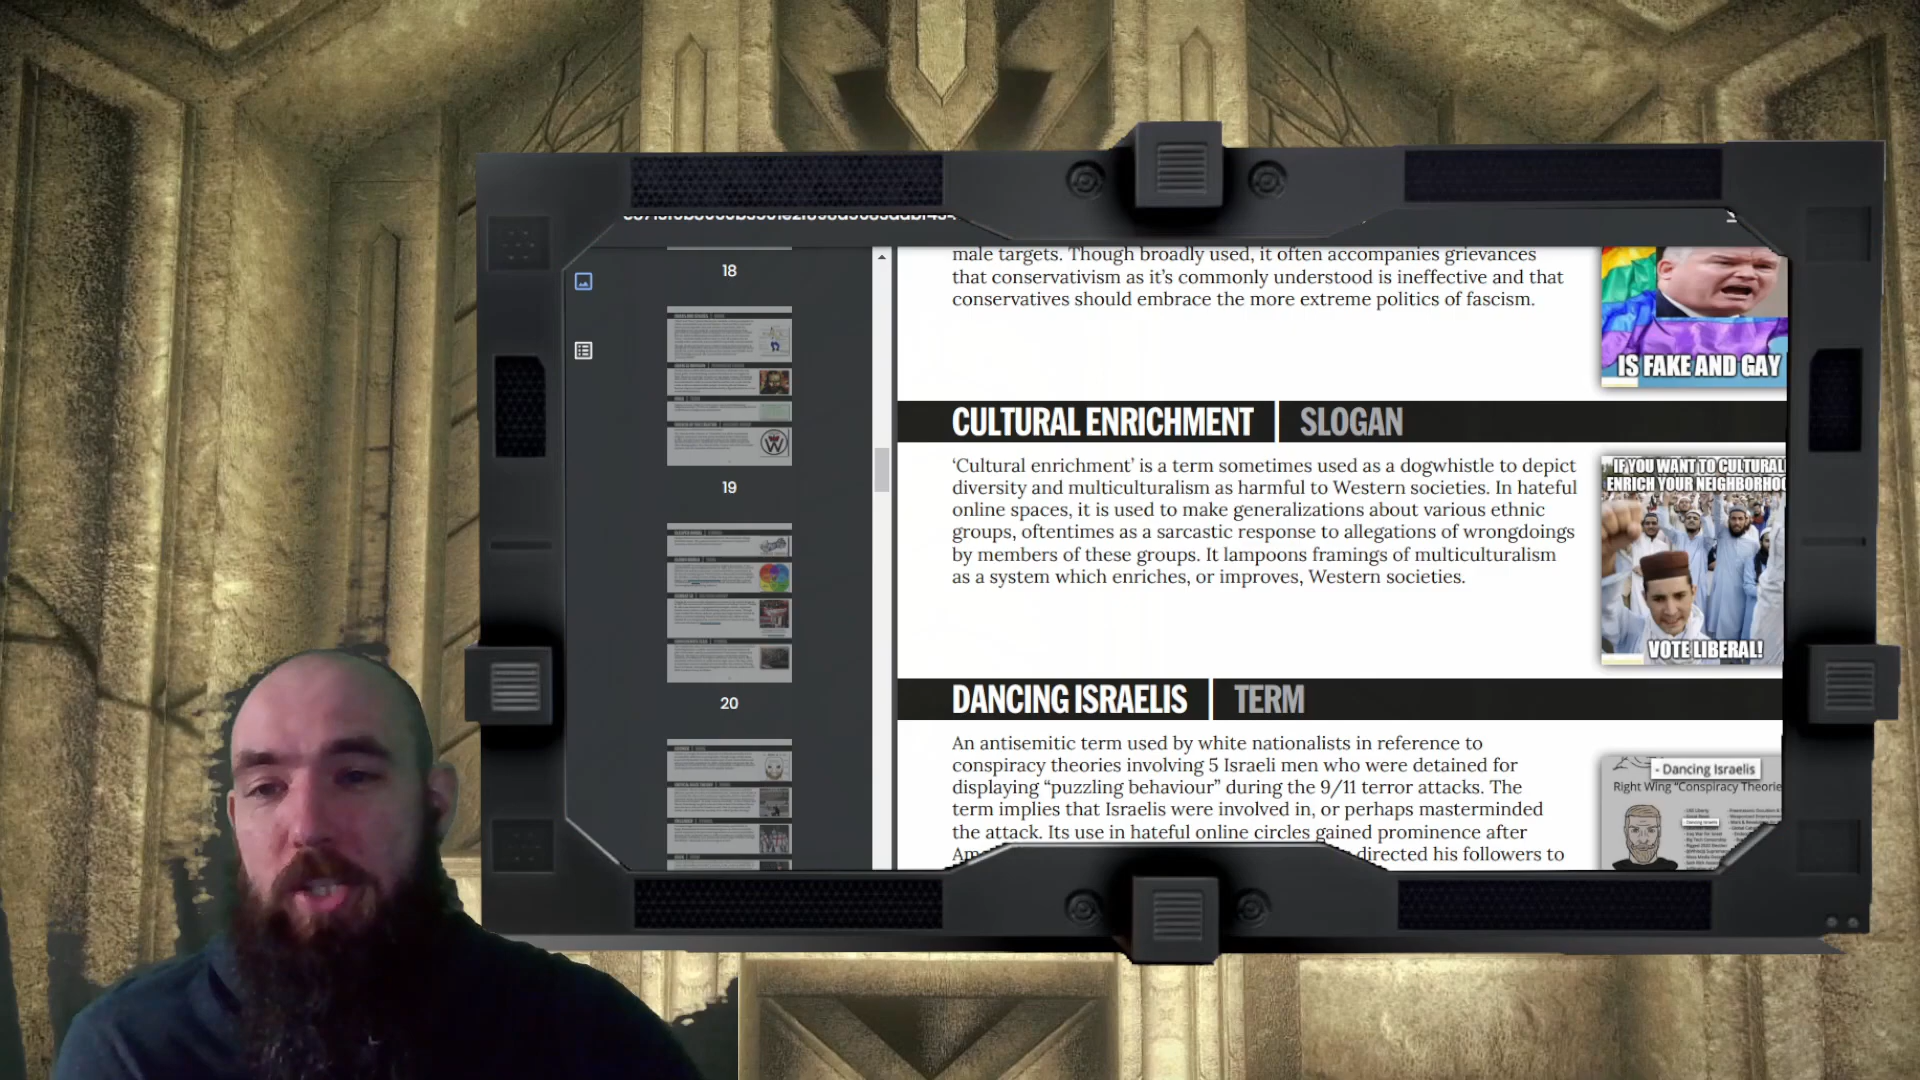 18
19
20
male targets. Though broadly used, it often accompanies grievances
that conservativism as it's commonly understood is ineffective and that
conservatives should embrace the more extreme politics of fascism.
IS FAKE AND GAY
CULTURAL ENRICHMENT | SLOGAN
'Cultural enrichment' is a term sometimes used as a dogwhistle to depict
diversity and multiculturalism as harmful to Western societies. In hateful
online spaces, it is used to make generalizations about various ethnic
groups, oftentimes as a sarcastic response to allegations of wrongdoings
by members of these groups. It lampoons framings of multiculturalism
as a system which enriches, or improves, Western societies.
IF YOU WANT TO CULTURAL
ENRICH YOUR
VOTE LIBERAL!
DANCING ISRAELIS | TERM
An antisemitic term used by white nationalists in reference to
conspiracy theories involving 5 Israeli men who were detained for
displaying "puzzling behaviour" during the 9/11 terror attacks. The
term implies that Israelis were involved in, or perhaps masterminded
the attack. Its use in hateful online circles gained prominence after
directed his followers to
- Dancing Israelis
Right Wing "Conspiracy Theorie